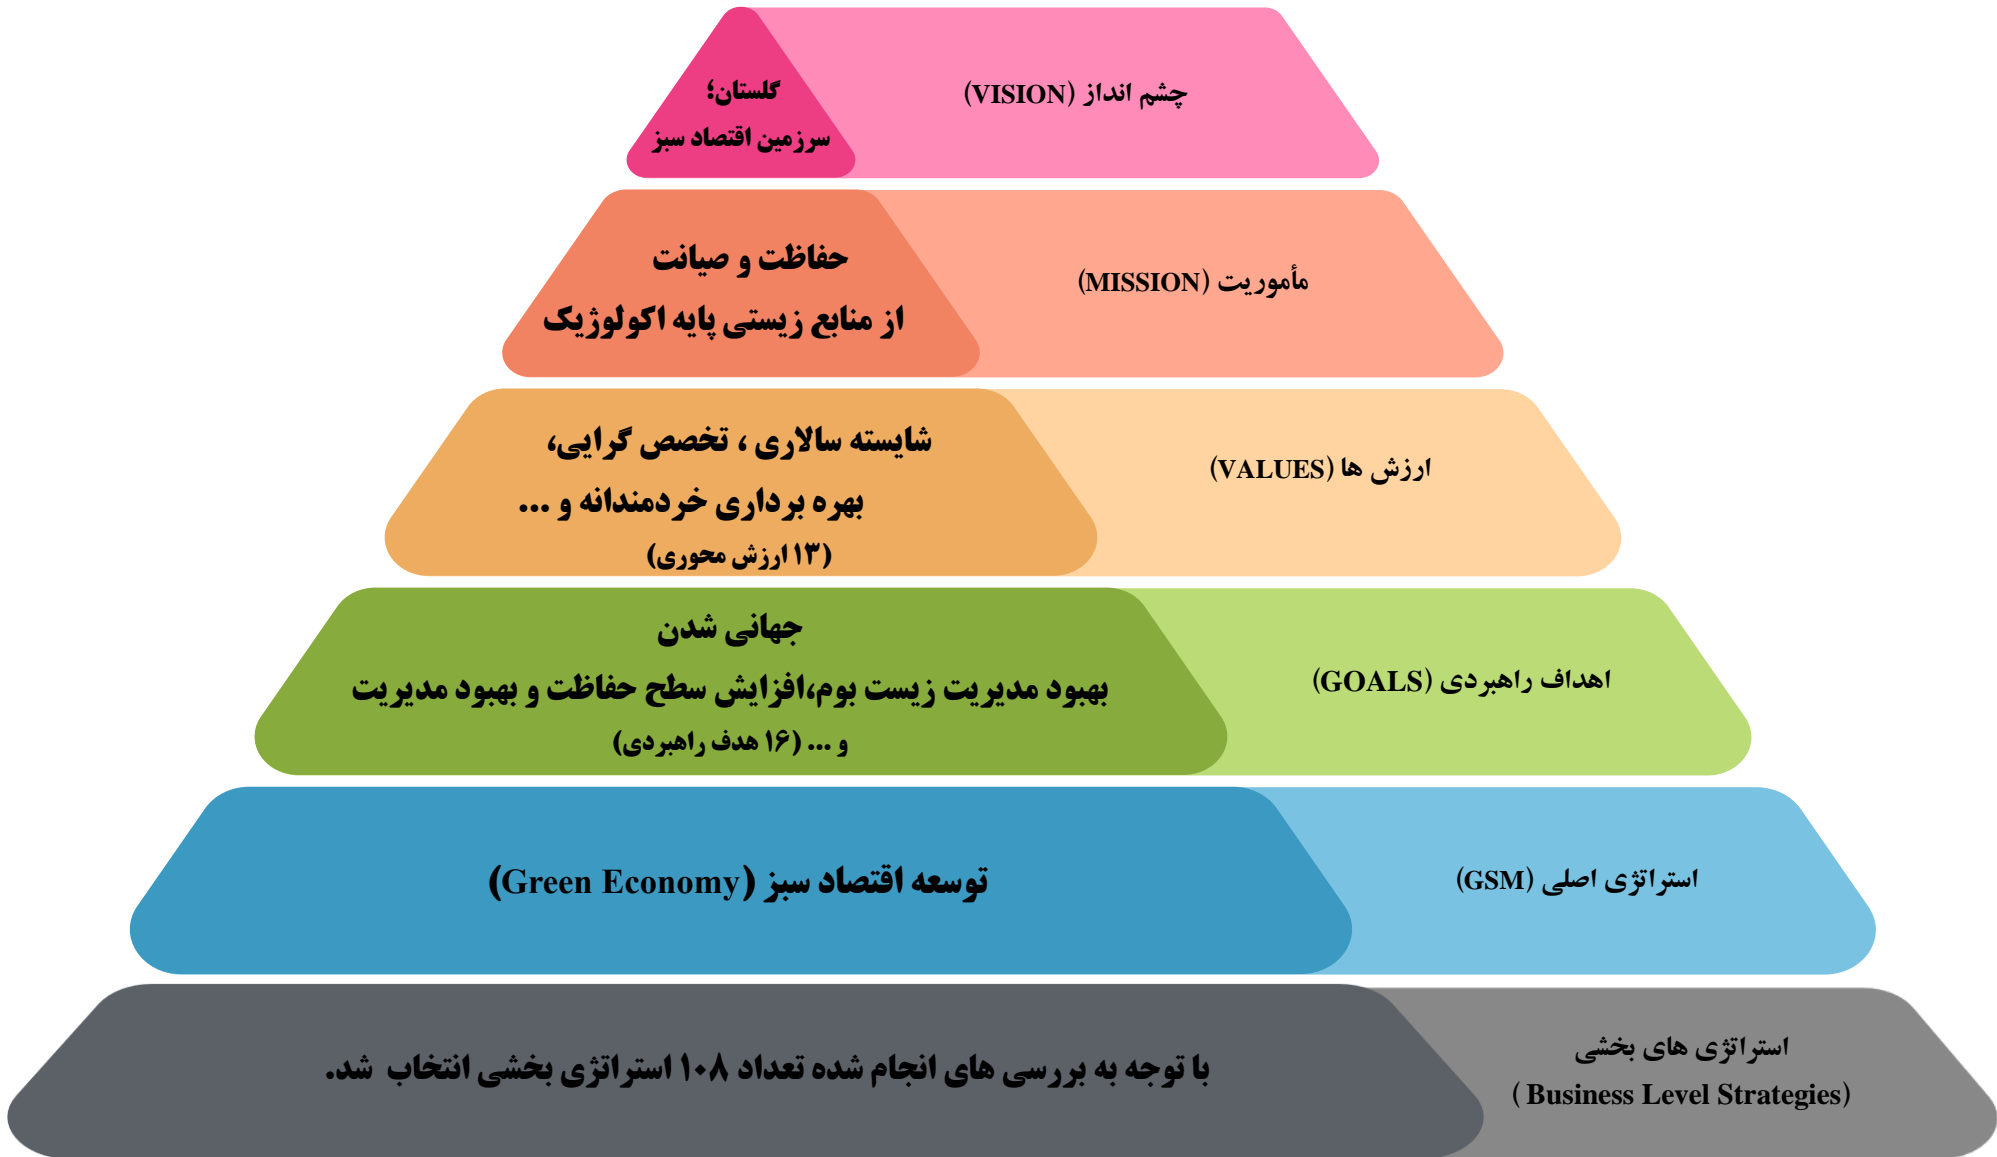 چشم انداز (VISION)
گلستان؛
سرزمین اقتصاد سبز
مأموریت (MISSION)
حفاظت و صیانت
از منابع زیستی پایه اکولوژیک
ارزش ها (VALUES)
شایسته سالاری ، تخصص گرایی،
بهره برداری خردمندانه و ...
(۱۳ ارزش محوری)
اهداف راهبردی (GOALS)
جهانی شدن
بهبود مدیریت زیست بوم،افزایش سطح حفاظت و بهبود مدیریت
و ... (۱۶ هدف راهبردی)
استراتژی اصلی (GSM)
توسعه اقتصاد سبز (Green Economy)
استراتژی های بخشی
(Business Level Strategies )
با توجه به بررسی های انجام شده تعداد ۱۰۸ استراتژی بخشی انتخاب شد.